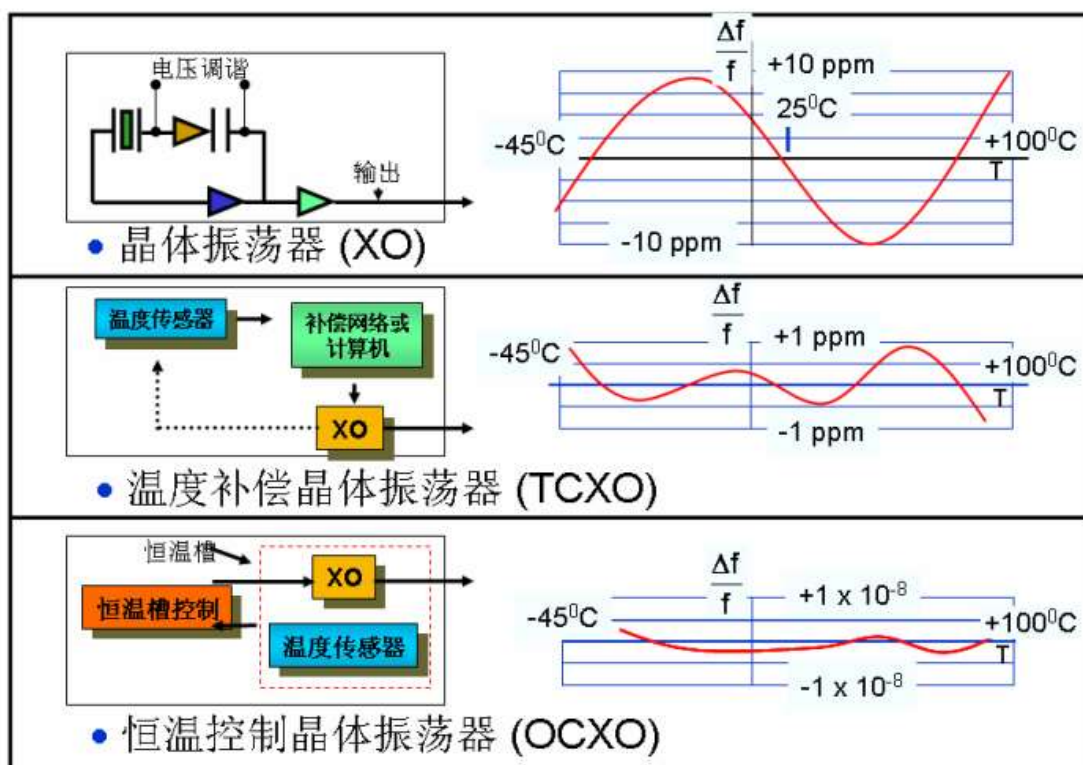 电压调谐
输出
● 晶体振荡器 (XO)
Δf
f
+10 ppm
25⁰C
-45⁰C
+100⁰C
T
-10 ppm
温度传感器
补偿网络或
计算机
XO
● 温度补偿晶体振荡器 (TCXO)
Δf
f
+1 ppm
-45⁰C
+100⁰C
T
-1 ppm
恒温槽
XO
恒温槽控制
温度传感器
● 恒温控制晶体振荡器 (OCXO)
Δf
f
+1 x 10⁻⁸
-45⁰C
+100⁰C
T
-1 x 10⁻⁸